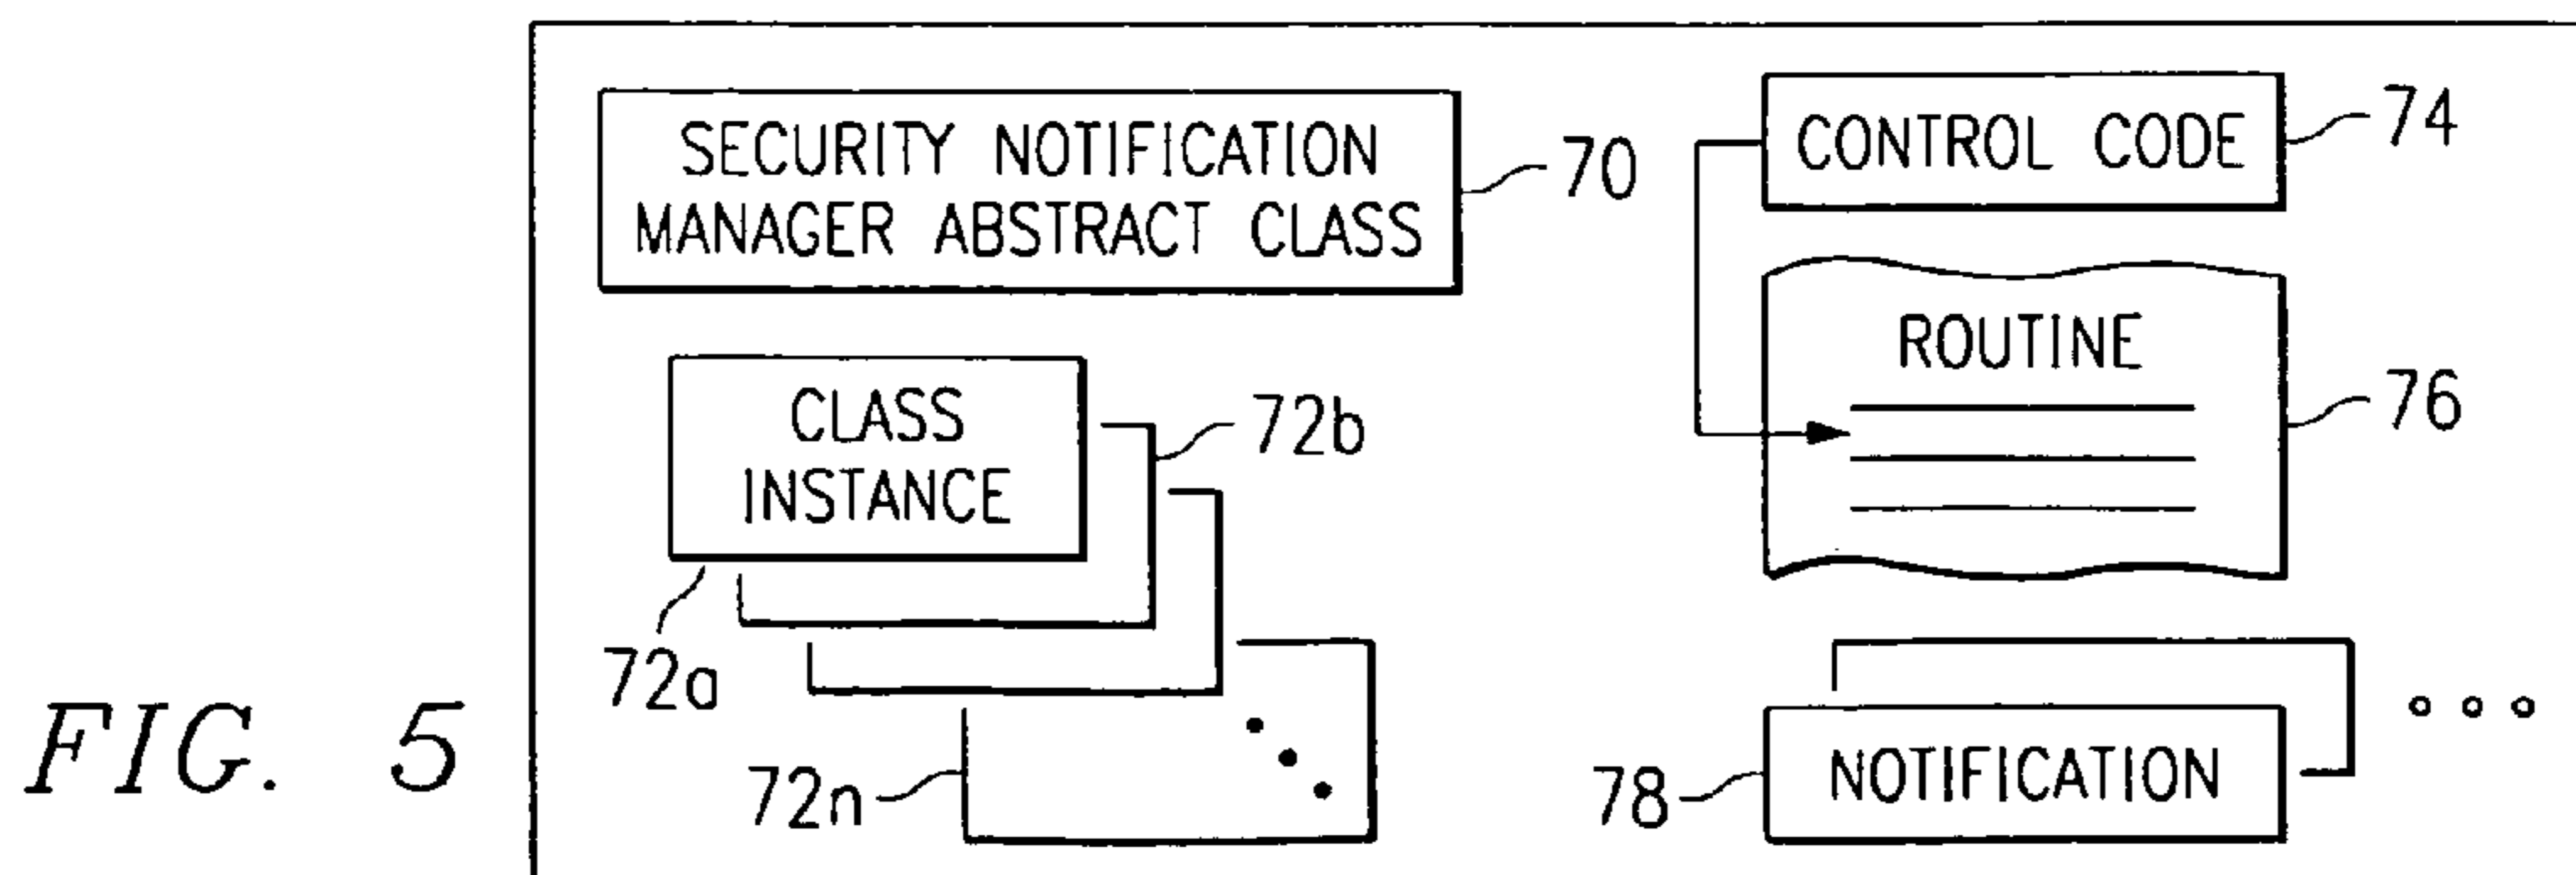 SECURITY NOTIFICATION
MANAGER ABSTRACT CLASS
70
CONTROL CODE
74
ROUTINE
76
CLASS
INSTANCE
72b
72a
72n
NOTIFICATION
78
FIG. 5